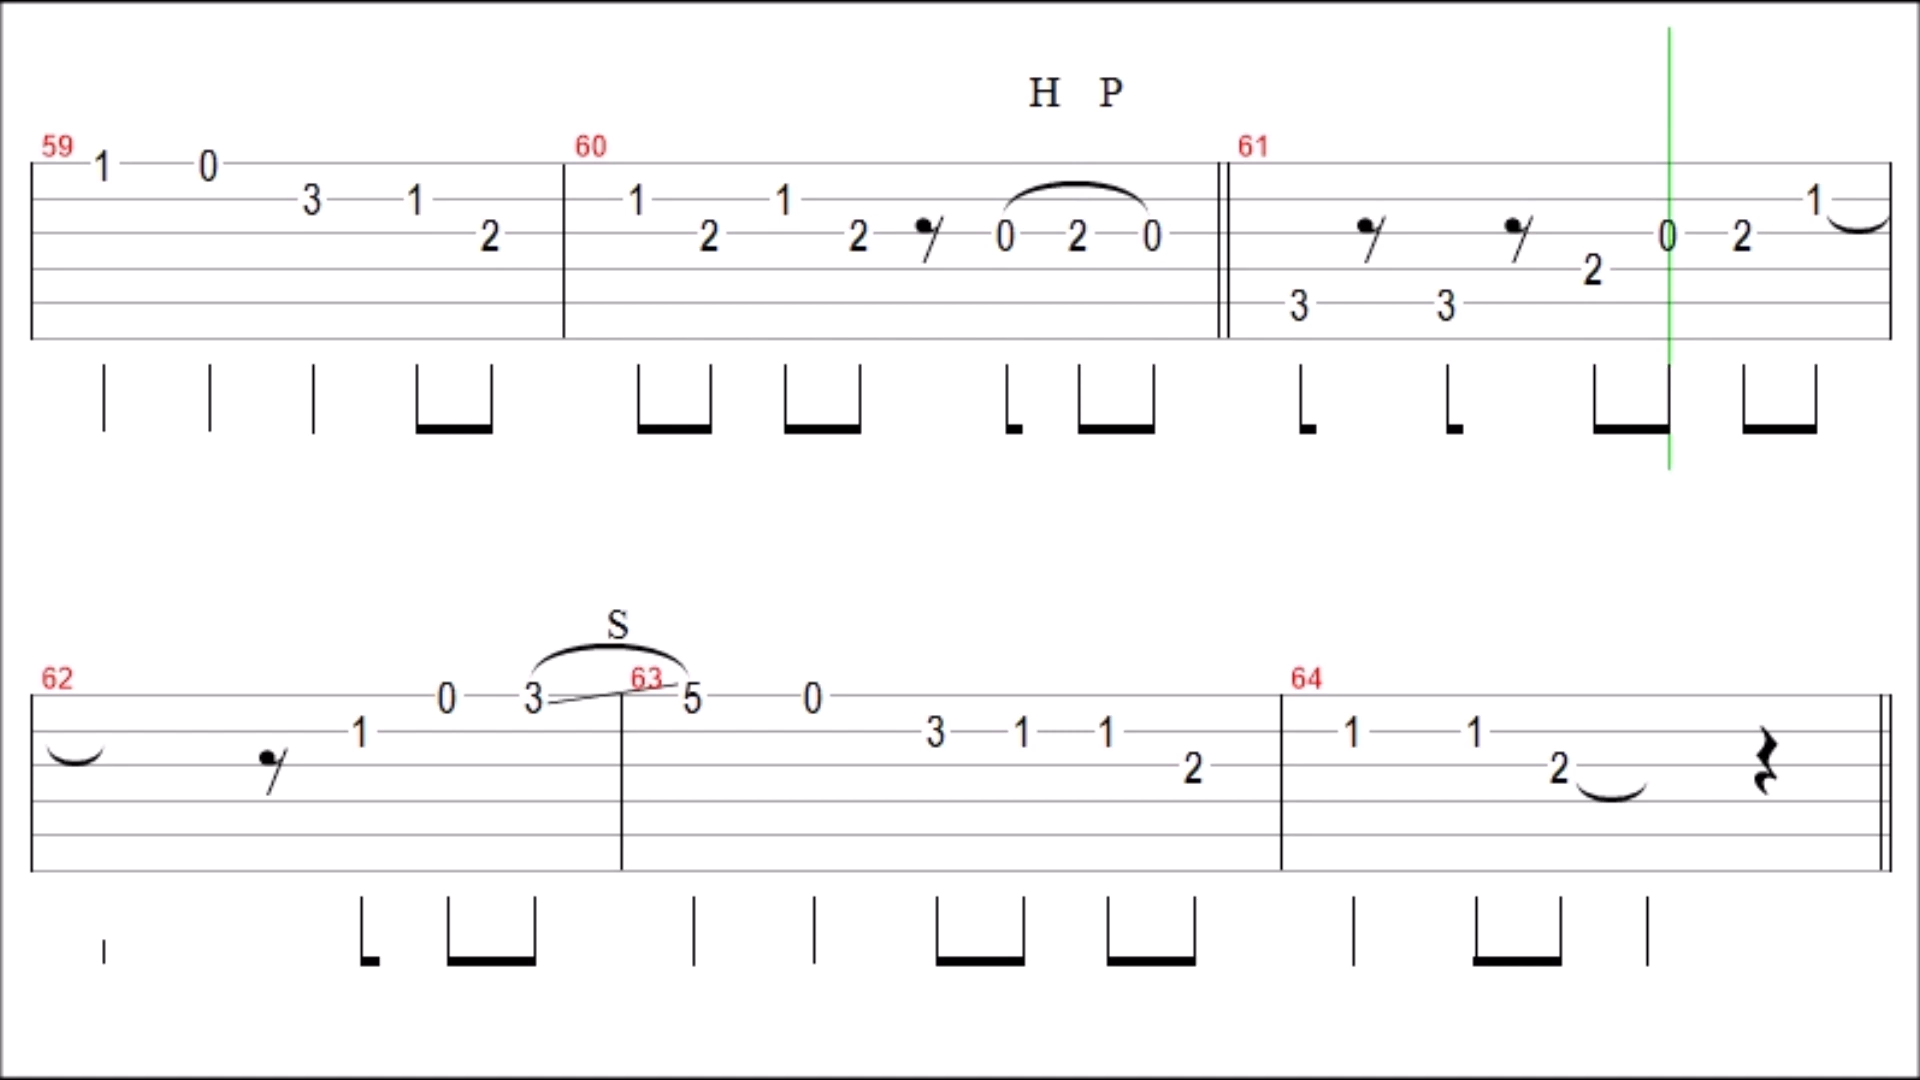 H P
59 60 61
1 0
3 1 1 1 1
2 2 2 0 2 0 0 2
2
3 3
S
62 63 64
0 3 5 0
1 3 1 1 1 1
2 2